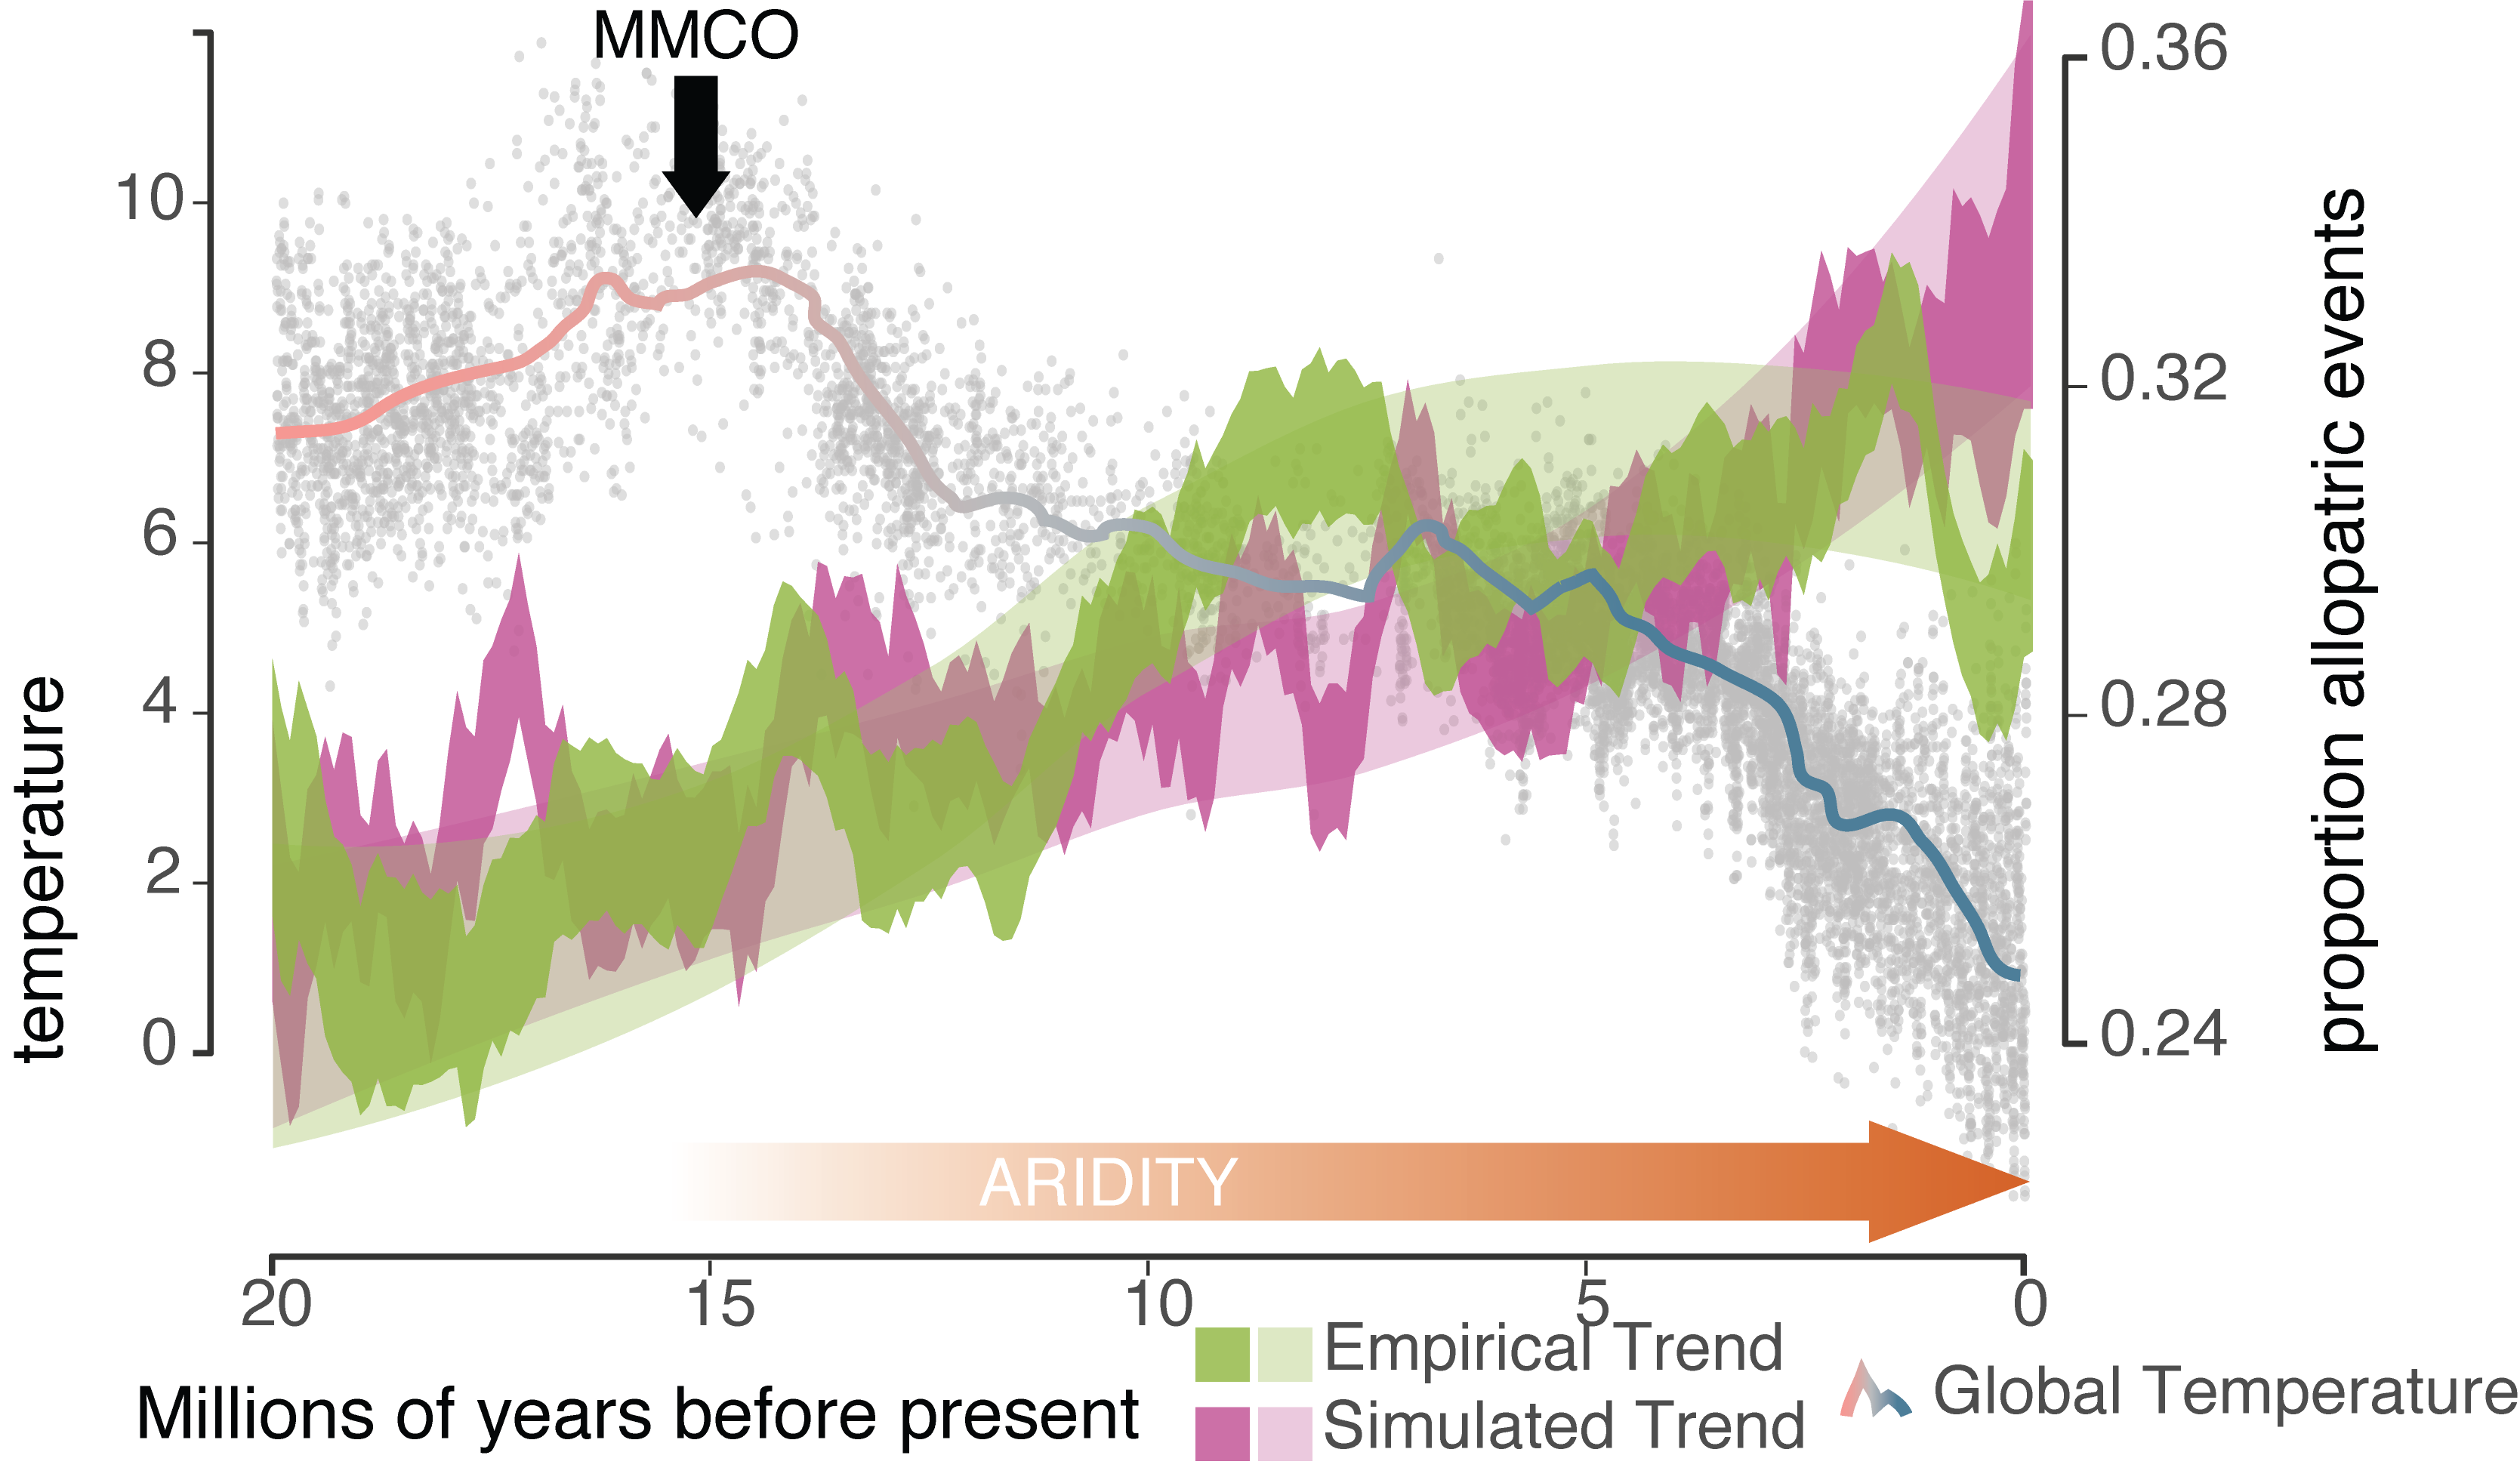 MMCO
10
8
6
4
2
0
temperature
0.36
0.32
0.28
0.24
proportion allopatric events
ARIDITY
20
15
10
5
0
Millions of years before present
Empirical Trend
Simulated Trend
Global Temperature